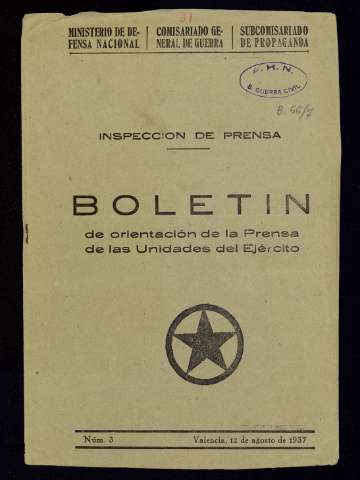 31
MINISTERIO DE DE-
FENSA NACIONAL
COMISARIADO GE-
NERAL DE GUERRA
SUBCOMISARIADO
DE PROPAGANDA
A. H. N.
B. GUERRA CIVIL
B. 66/7
INSPECCION DE PRENSA
BOLETIN
de orientación de la Prensa
de las Unidades del Ejército
Núm. 3 Valencia, 12 de agosto de 1937